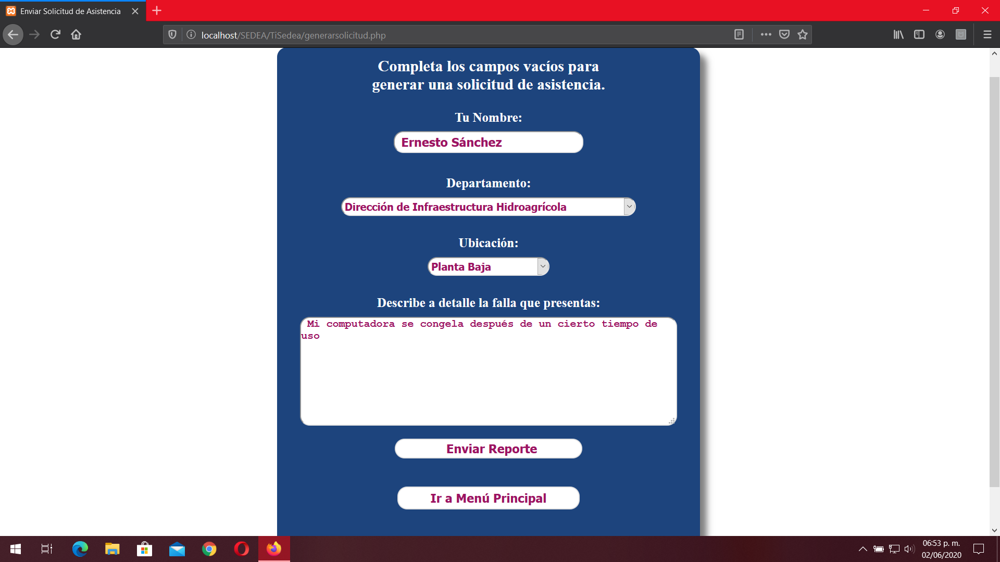 Enviar Solicitud de Asistencia
localhost/SEDEA/TiSedea/generarsolicitud.php
Completa los campos vacíos para
generar una solicitud de asistencia.
Tu Nombre:
Ernesto Sánchez
Departamento:
Dirección de Infraestructura Hidroagrícola
Ubicación:
Planta Baja
Describe a detalle la falla que presentas:
Mi computadora se congela después de un cierto tiempo de
uso
Enviar Reporte
Ir a Menú Principal
06:53 p. m.
02/06/2020